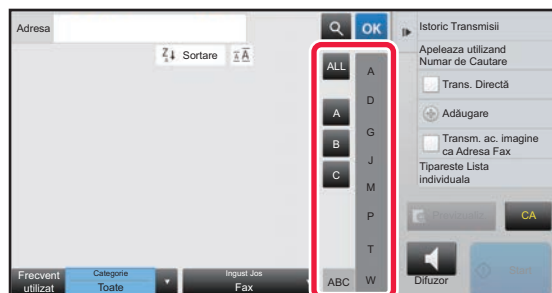 Adresa
OK
Istoric Transmisii
Sortare
Apeleaza utilizand
Numar de Cautare
ALL
A
Trans. Directă
D
A
Adăugare
G
B
Transm. ac. imagine
ca Adresa Fax
J
C
Tipareste Lista
individuala
M
P
CA
T
Frecvent
utilizat
Categorie
Toate
Ingust Jos
Fax
ABC
W
Difuzor